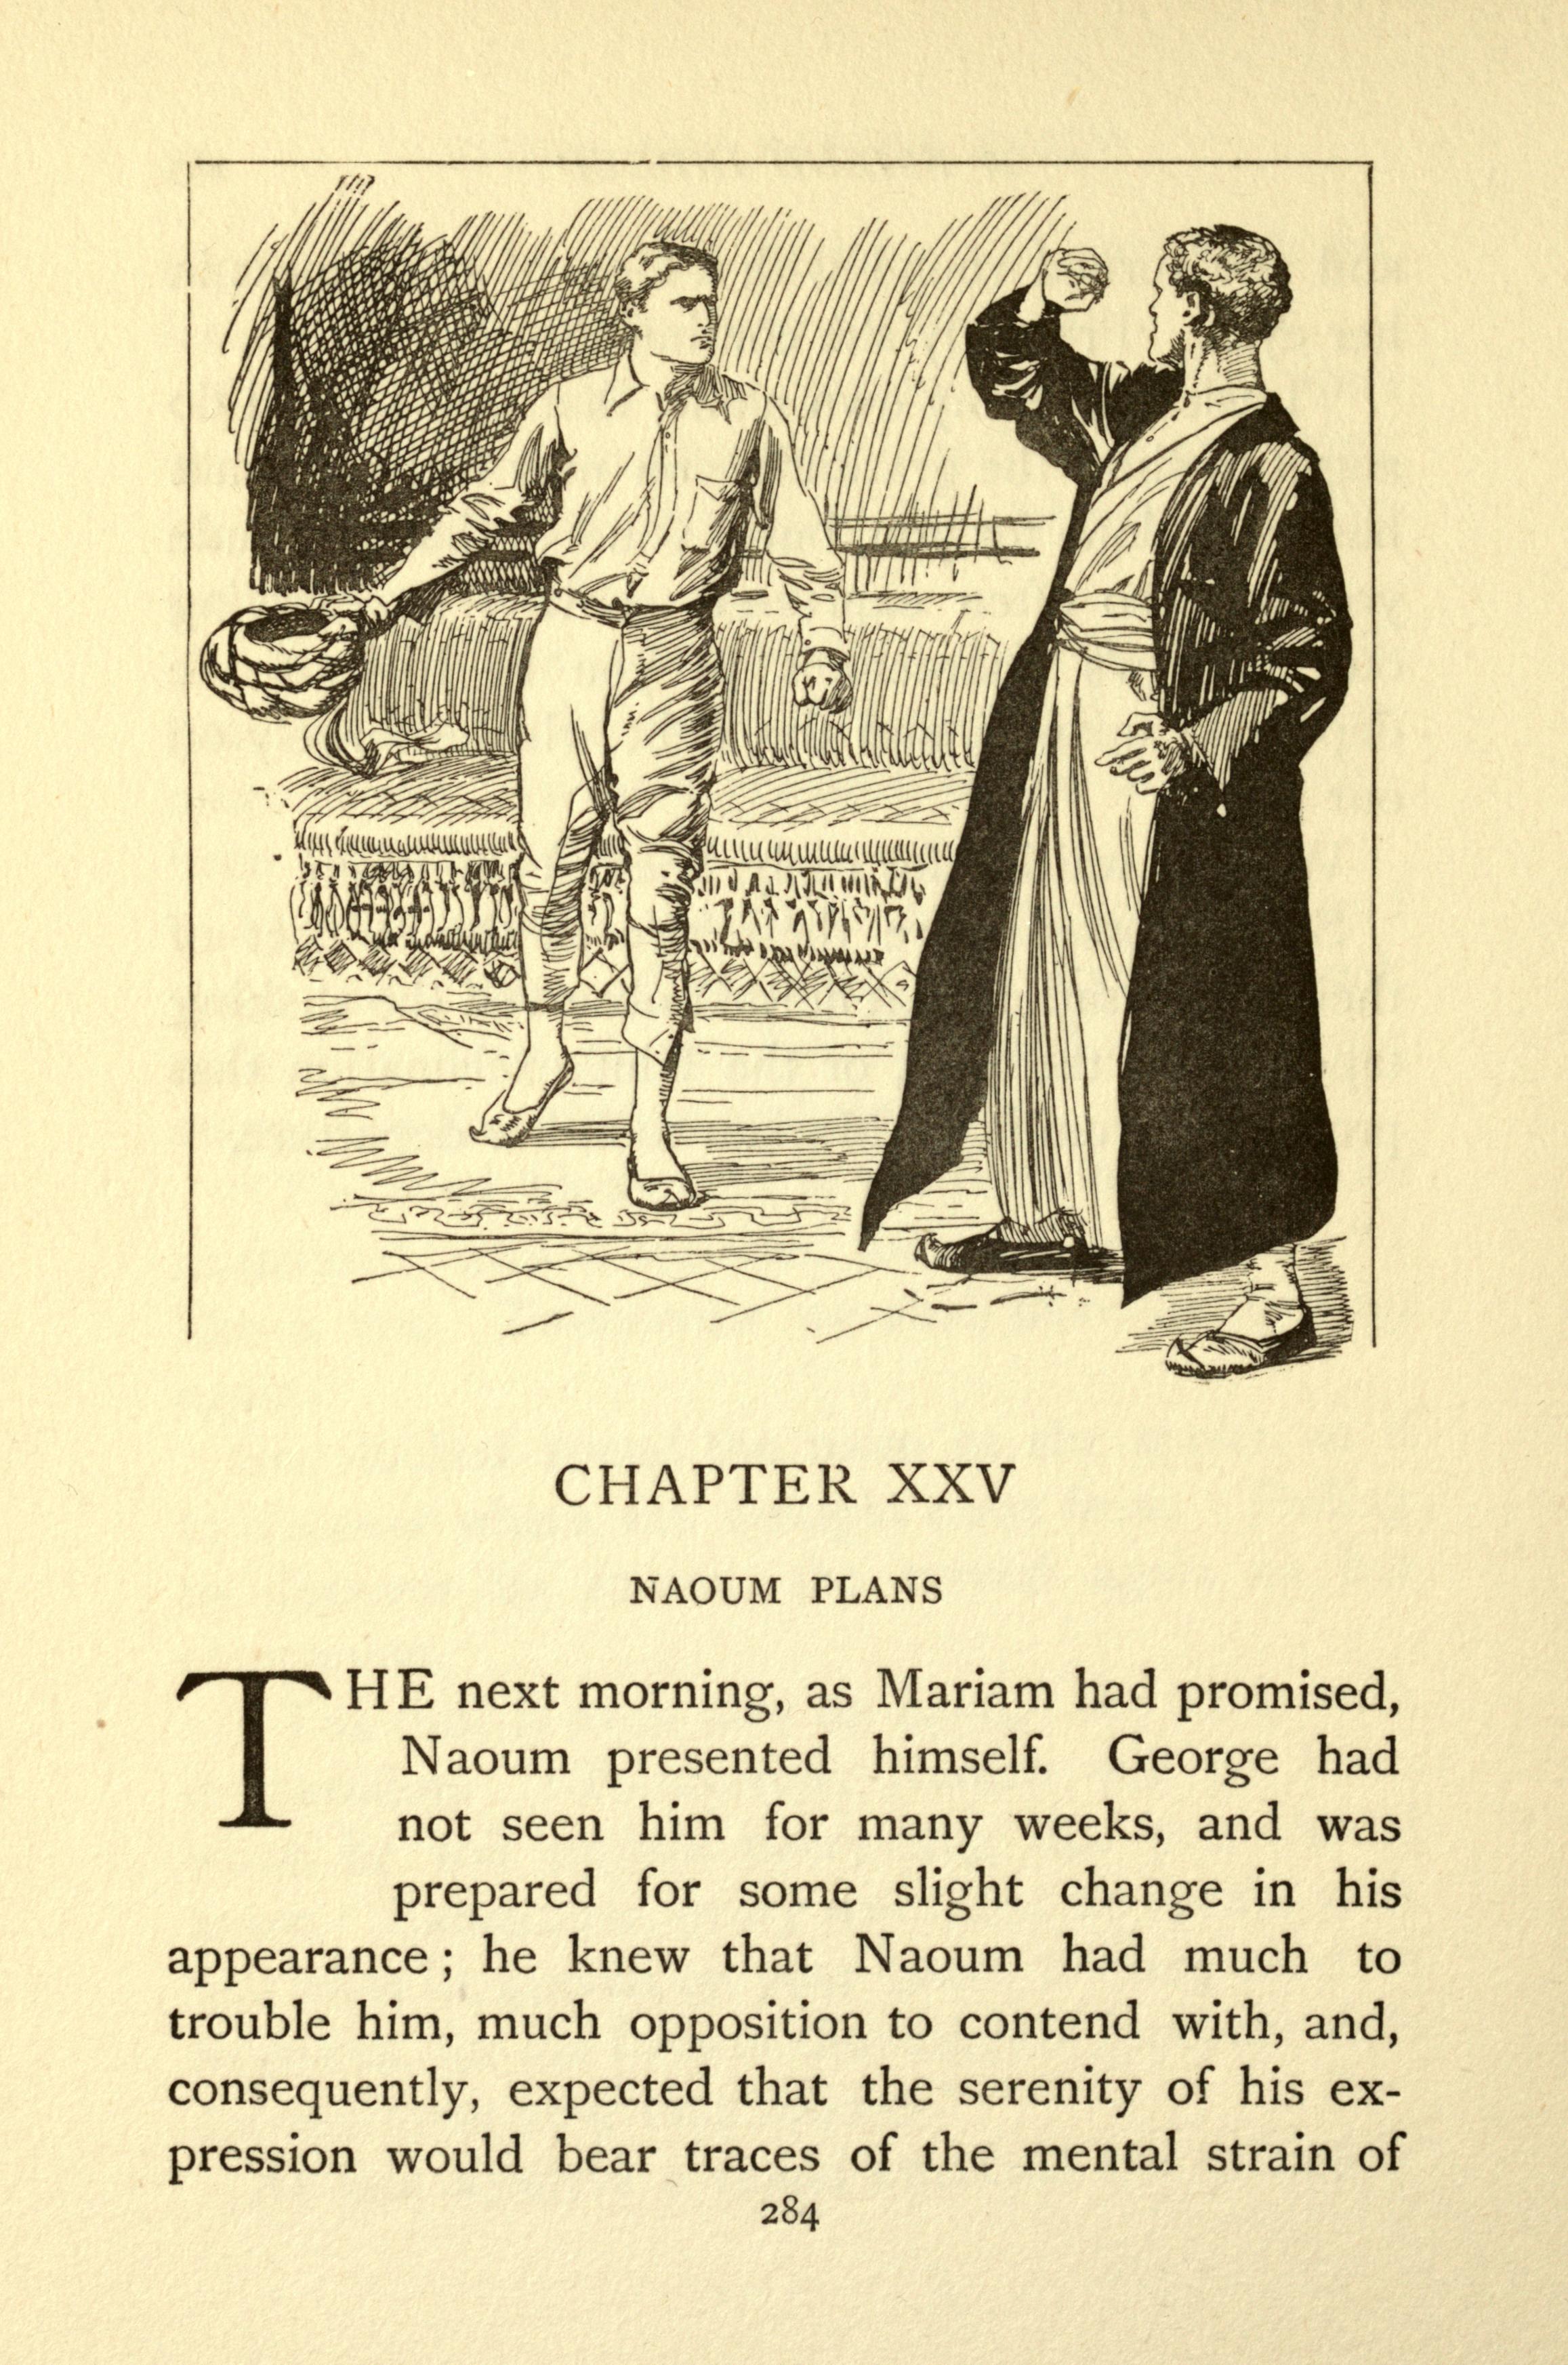 CHAPTER XXV
NAOUM PLANS
THE next morning, as Mariam had promised,
Naoum presented himself. George had
not seen him for many weeks, and was
prepared for some slight change in his
appearance; he knew that Naoum had much to
trouble him, much opposition to contend with, and,
consequently, expected that the serenity of his ex-
pression would bear traces of the mental strain of
284